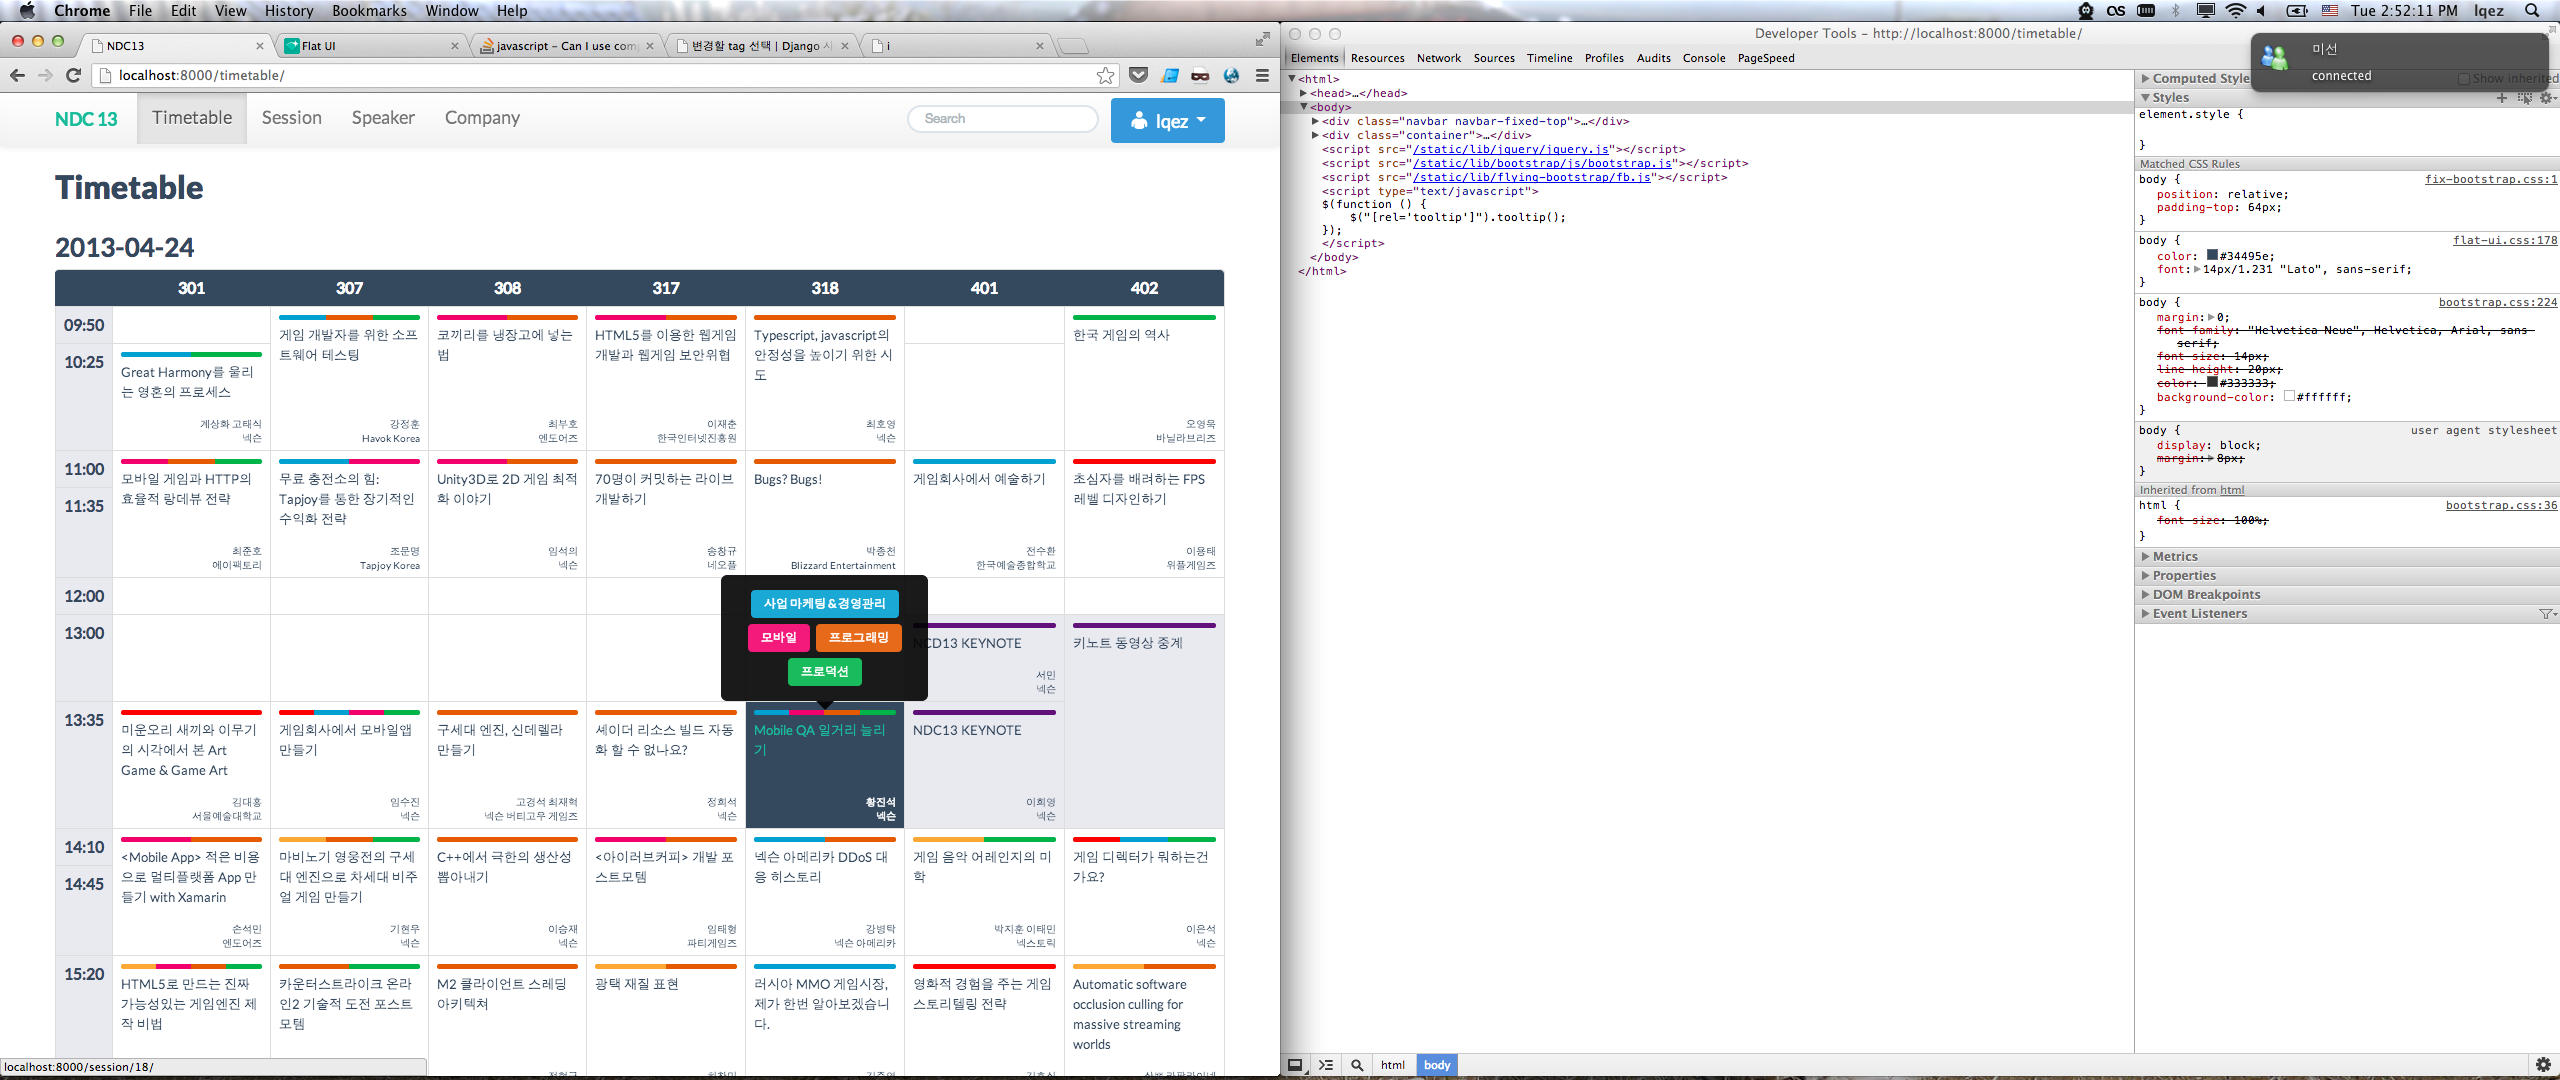 Chrome File Edit View History Bookmarks Window Help
Tue 2:52:11 PM lqez
NDC13
Flat UI
javascript - Can I use com
변경할 tag 선택 | Django 사
i
localhost:8000/timetable/
NDC 13 Timetable Session Speaker Company
Search
lqez
Timetable
2013-04-24
301 307 308 317 318 401 402
09:50
게임 개발자를 위한 소프
트웨어 테스팅
강정훈
Havok Korea
코끼리를 냉장고에 넣는
법
최부호
엔도어즈
HTML5를 이용한 웹게임
개발과 웹게임 보안위협
이재춘
한국인터넷진흥원
Typescript, javascript의
안정성을 높이기 위한 시
도
최호영
넥슨
한국 게임의 역사
오영욱
바닐라브리즈
10:25
Great Harmony를 울리
는 영혼의 프로세스
계상화 고태식
넥슨
11:00
11:35
모바일 게임과 HTTP의
효율적 랑데뷰 전략
최준호
에이팩토리
무료 충전소의 힘:
Tapjoy를 통한 장기적인
수익화 전략
조문명
Tapjoy Korea
Unity3D로 2D 게임 최적
화 이야기
임석의
넥슨
70명이 커밋하는 라이브
개발하기
송창규
네오플
Bugs? Bugs!
박종천
Blizzard Entertainment
게임회사에서 예술하기
전수환
한국예술종합학교
초심자를 배려하는 FPS
레벨 디자인하기
이용태
위플게임즈
12:00
13:00
사업 마케팅&경영관리
모바일 프로그래밍
프로덕션
NCD13 KEYNOTE
서민
넥슨
키노트 동영상 중계
13:35
미운오리 새끼와 이무기
의 시각에서 본 Art
Game & Game Art
김대홍
서울예술대학교
게임회사에서 모바일앱
만들기
임수진
넥슨
구세대 엔진, 신데렐라
만들기
고경석 최재혁
넥슨 버티고우 게임즈
셰이더 리소스 빌드 자동
화 할 수 없나요?
정희석
넥슨
Mobile QA 일거리 늘리
기
황진석
넥슨
NDC13 KEYNOTE
이희영
넥슨
14:10
14:45
<Mobile App> 적은 비용
으로 멀티플랫폼 App 만
들기 with Xamarin
손석민
엔도어즈
마비노기 영웅전의 구세
대 엔진으로 차세대 비주
얼 게임 만들기
기현우
넥슨
C++에서 극한의 생산성
뽑아내기
이승재
넥슨
<아이러브커피> 개발 포
스트모템
임태형
파티게임즈
넥슨 아메리카 DDoS 대
응 히스토리
강병탁
넥슨 아메리카
게임 음악 어레인지의 미
학
박지훈 이태민
넥스토릭
게임 디렉터가 뭐하는건
가요?
이은석
넥슨
15:20
HTML5로 만드는 진짜
가능성있는 게임엔진 제
작 비법
카운터스트라이크 온라
인2 기술적 도전 포스트
모템
M2 클라이언트 스레딩
아키텍쳐
광택 재질 표현
러시아 MMO 게임시장,
제가 한번 알아보겠습니
다.
영화적 경험을 주는 게임
스토리텔링 전략
Automatic software
occlusion culling for
massive streaming
worlds
localhost:8000/session/18/
Developer Tools - http://localhost:8000/timetable/
미선
connected
Elements Resources Network Sources Timeline Profiles Audits Console PageSpeed
<html>
<head>…</head>
<body>
<div class="navbar navbar-fixed-top">…</div>
<div class="container">…</div>
<script src="/static/lib/jquery/jquery.js"></script>
<script src="/static/lib/bootstrap/js/bootstrap.js"></script>
<script src="/static/lib/flying-bootstrap/fb.js"></script>
<script type="text/javascript">
$(function () {
$("[rel='tooltip']").tooltip();
});
</script>
</body>
</html>
Computed Style Show inherited
Styles
element.style {
}
Matched CSS Rules
body { fix-bootstrap.css:1
position: relative;
padding-top: 64px;
}
body { flat-ui.css:178
color: #34495e;
font: 14px/1.231 "Lato", sans-serif;
}
body { bootstrap.css:224
margin: 0;
font-family: "Helvetica Neue", Helvetica, Arial, sans-
serif;
font-size: 14px;
line-height: 20px;
color: #333333;
background-color: #ffffff;
}
body { user agent stylesheet
display: block;
margin: 8px;
}
Inherited from html
html { bootstrap.css:36
font-size: 100%;
}
Metrics
Properties
DOM Breakpoints
Event Listeners
html body